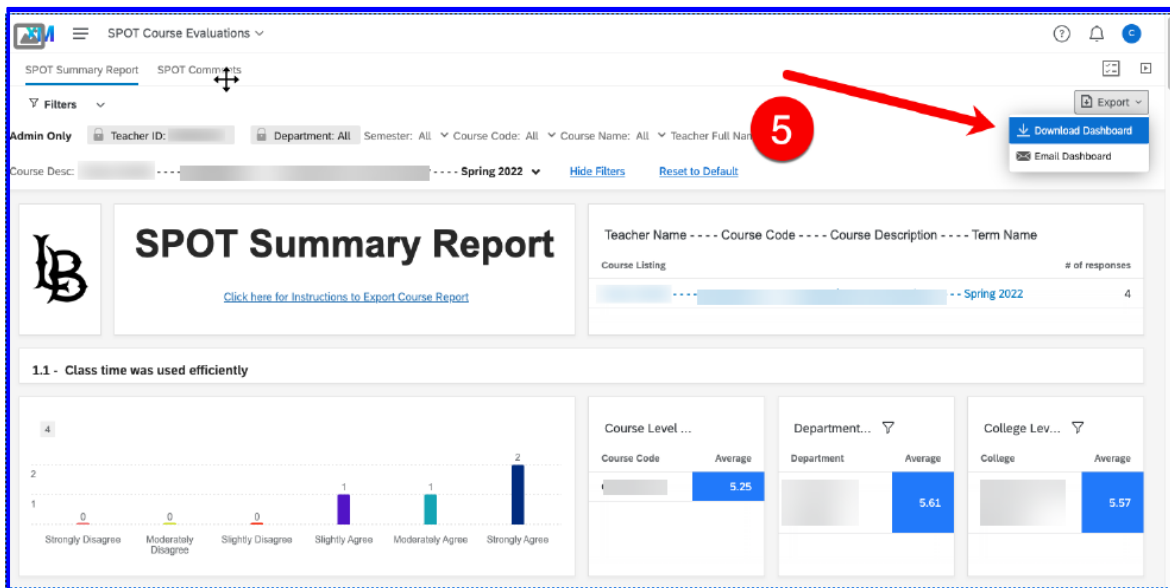 XM SPOT Course Evaluations
? C
SPOT Summary Report SPOT Comments
Filters
Export
Download Dashboard
Email Dashboard
5
Admin Only Teacher ID: Department: All Semester: All Course Code: All Course Name: All Teacher Full
Course Desc: - - - - - - - - Spring 2022 Hide Filters Reset to Default
LB
SPOT Summary Report
Click here for Instructions to Export Course Report
Teacher Name - - - - Course Code - - - - Course Description - - - - Term Name
Course Listing # of responses
- - - - - - Spring 2022 4
1.1 - Class time was used efficiently
4
2
1
0 0 0 1 1 2
Strongly Disagree Moderately Disagree Slightly Disagree Slightly Agree Moderately Agree Strongly Agree
Course Level ...
Course Code Average
5.25
Department...
Department Average
5.61
College Lev...
College Average
5.57